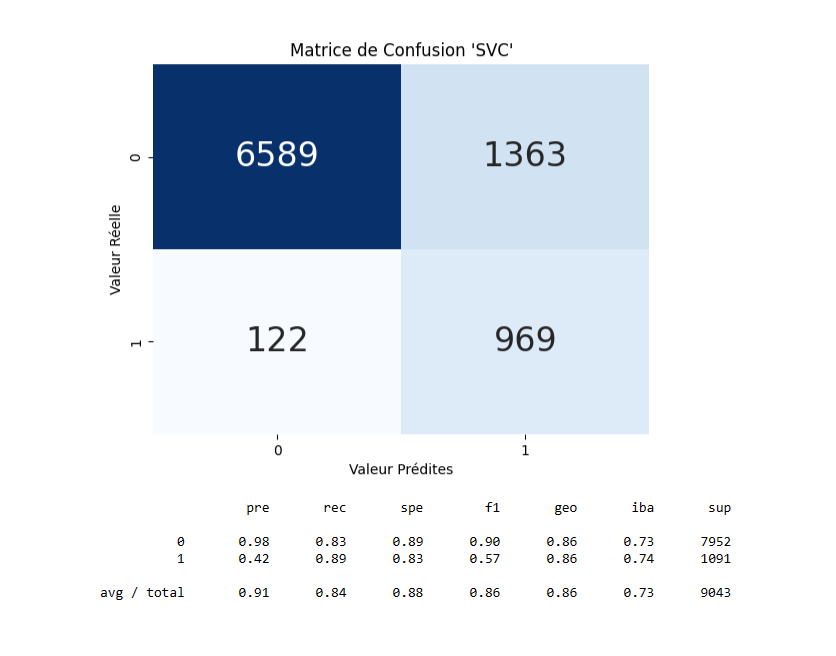 Matrice de Confusion 'SVC'
0
6589 1363
Valeur Réelle
1
122 969
0 1
Valeur Prédites
pre rec spe f1 geo iba sup
0 0.98 0.83 0.89 0.90 0.86 0.73 7952
1 0.42 0.89 0.83 0.57 0.86 0.74 1091
avg / total 0.91 0.84 0.88 0.86 0.86 0.73 9043